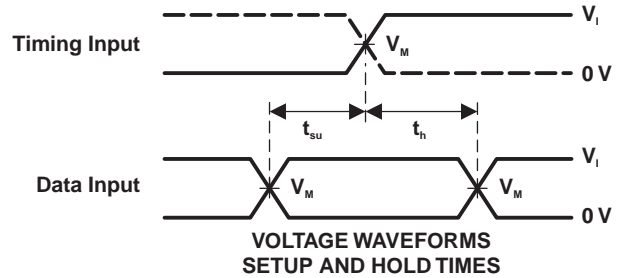 Timing Input
V_I
V_M
0 V
t_su
t_h
Data Input
V_I
V_M
V_M
0 V
VOLTAGE WAVEFORMS
SETUP AND HOLD TIMES